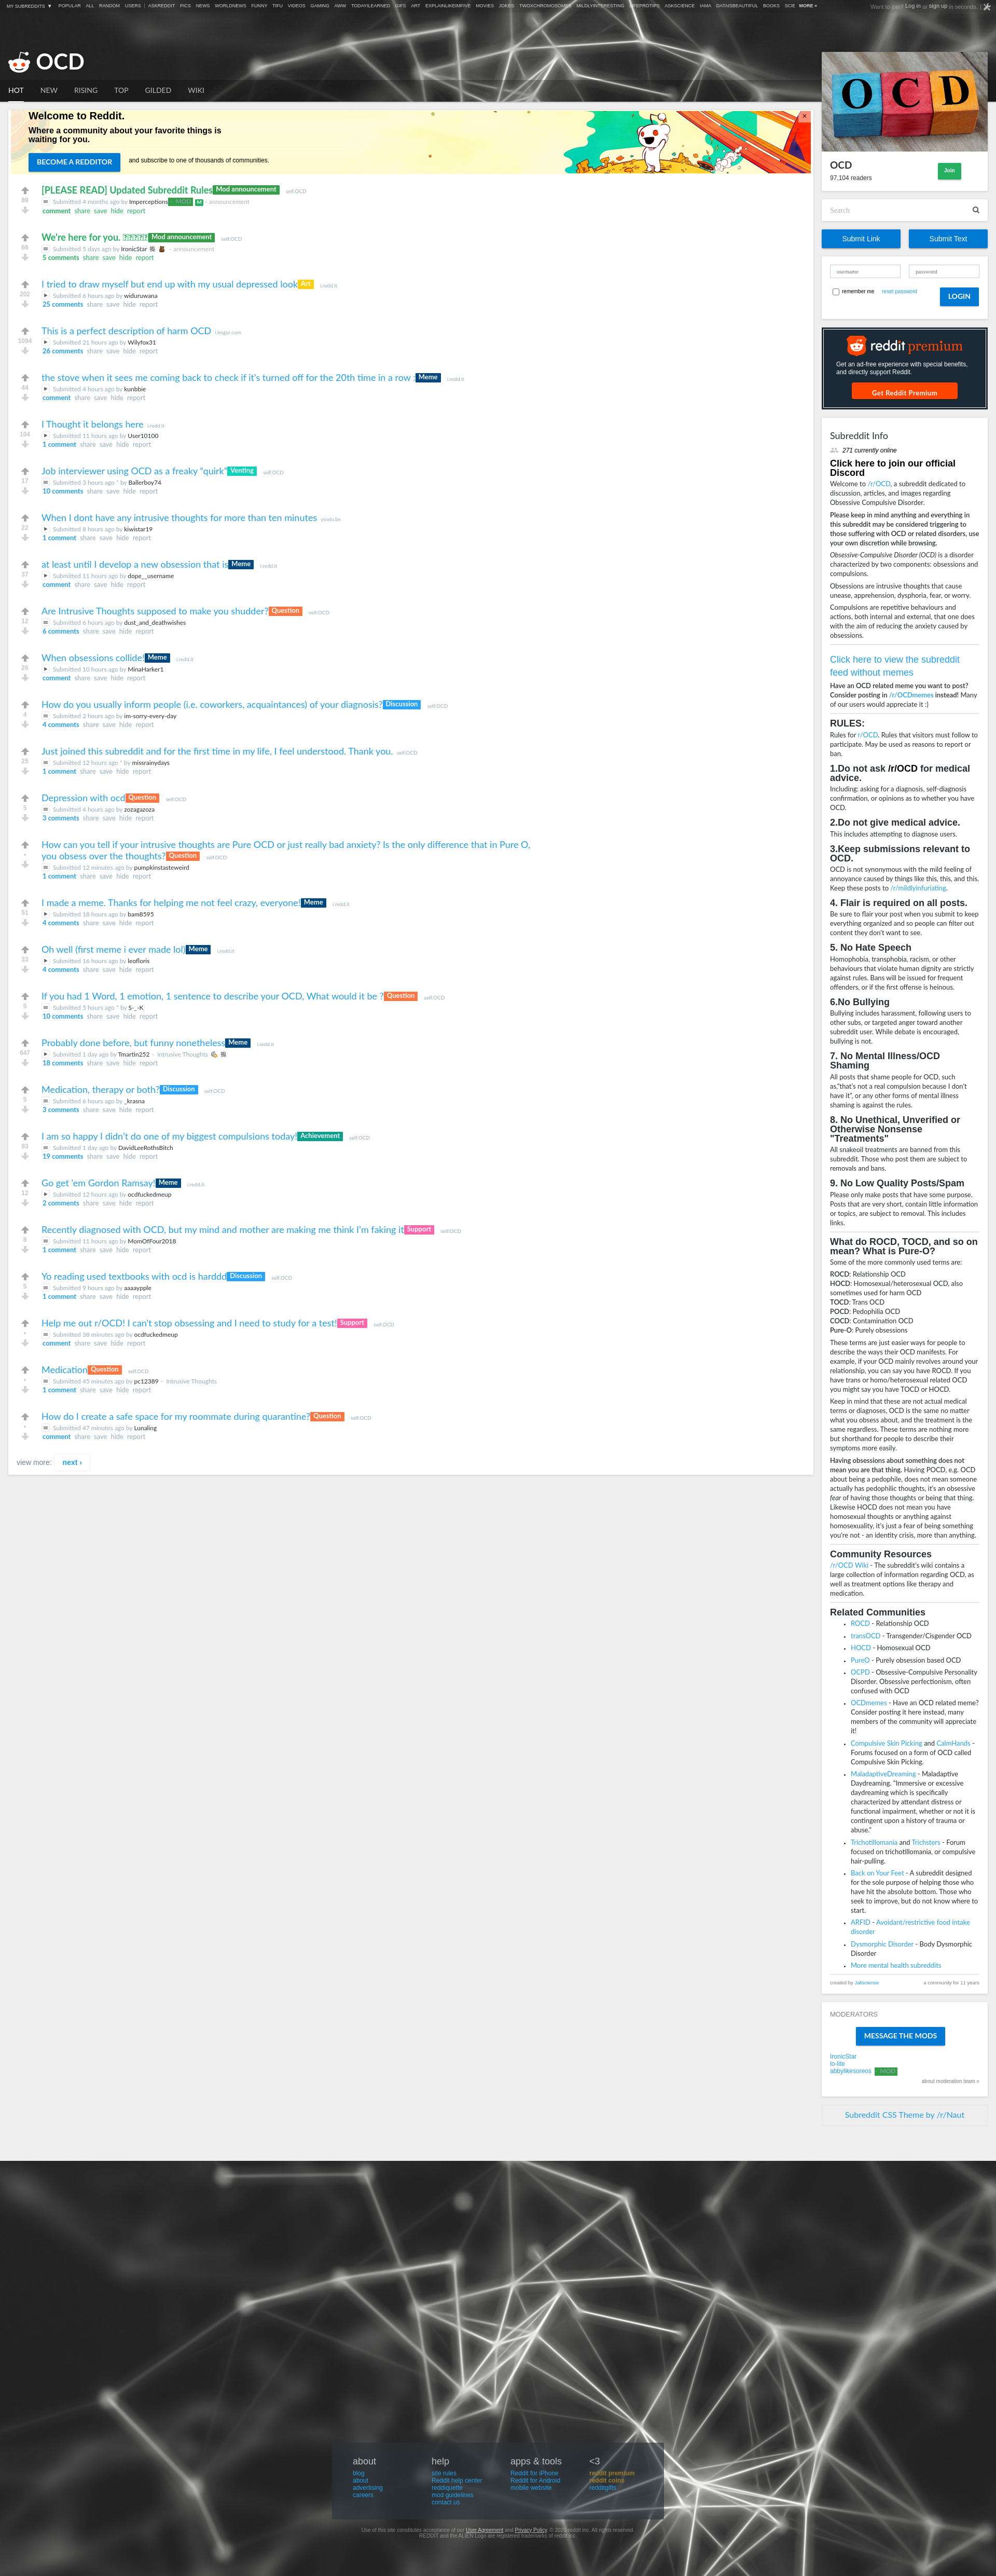 MY SUBREDDITS ▼ POPULAR ALL RANDOM USERS | ASKREDDIT PICS NEWS WORLDNEWS FUNNY TIFU VIDEOS GAMING AWW TODAYILEARNED GIFS ART EXPLAINLIKEIMFIVE MOVIES JOKES TWOXCHROMOSOMES MILDLYINTERESTING LIFEPROTIPS ASKSCIENCE IAMA DATAISBEAUTIFUL BOOKS MORE »
Want to join? Log in or sign up in seconds. |
OCD
HOT NEW RISING TOP GILDED WIKI
Welcome to Reddit.
Where a community about your favorite things is
waiting for you.
BECOME A REDDITOR and subscribe to one of thousands of communities.
×
[PLEASE READ] Updated Subreddit Rules Mod announcement self.OCD
Submitted 4 months ago by Imperceptions MOD M announcement
comment share save hide report
We're here for you. Mod announcement self.OCD
66
Submitted 5 days ago by IronicStar - announcement
5 comments share save hide report
I tried to draw myself but end up with my usual depressed look Art i.redd.it
202
Submitted 6 hours ago by widuruwana
25 comments share save hide report
This is a perfect description of harm OCD i.imgur.com
1094
Submitted 21 hours ago by Wilyfox31
26 comments share save hide report
the stove when it sees me coming back to check if it's turned off for the 20th time in a row Meme i.redd.it
44
Submitted 4 hours ago by kunbbie
comment share save hide report
I Thought it belongs here i.redd.it
104
Submitted 11 hours ago by User10100
1 comment share save hide report
Job interviewer using OCD as a freaky "quirk" Venting self.OCD
17
Submitted 3 hours ago * by Ballerboy74
10 comments share save hide report
When I dont have any intrusive thoughts for more than ten minutes youtu.be
22
Submitted 8 hours ago by kiwistar19
1 comment share save hide report
at least until I develop a new obsession that is Meme i.redd.it
37
Submitted 11 hours ago by dope__username
comment share save hide report
Are Intrusive Thoughts supposed to make you shudder? Question self.OCD
12
Submitted 6 hours ago by dust_and_deathwishes
6 comments share save hide report
When obsessions collide! Meme i.redd.it
26
Submitted 10 hours ago by MinaHarker1
comment share save hide report
How do you usually inform people (i.e. coworkers, acquaintances) of your diagnosis? Discussion self.OCD
4
Submitted 2 hours ago by im-sorry-every-day
4 comments share save hide report
Just joined this subreddit and for the first time in my life, I feel understood. Thank you. self.OCD
25
Submitted 12 hours ago * by missrainydays
1 comment share save hide report
Depression with ocd Question self.OCD
5
Submitted 4 hours ago by zozagazoza
3 comments share save hide report
How can you tell if your intrusive thoughts are Pure OCD or just really bad anxiety? Is the only difference that in Pure O,
you obsess over the thoughts? Question self.OCD
•
Submitted 12 minutes ago by pumpkinstasteweird
1 comment share save hide report
I made a meme. Thanks for helping me not feel crazy, everyone! Meme i.redd.it
51
Submitted 18 hours ago by bam8595
4 comments share save hide report
Oh well (first meme i ever made lol) Meme i.redd.it
33
Submitted 16 hours ago by leofloris
4 comments share save hide report
If you had 1 Word, 1 emotion, 1 sentence to describe your OCD, What would it be ? Question self.OCD
5
Submitted 5 hours ago * by S-_-K
10 comments share save hide report
Probably done before, but funny nonetheless Meme i.redd.it
647
Submitted 1 day ago by Tmartin252 - Intrusive Thoughts
18 comments share save hide report
Medication, therapy or both? Discussion self.OCD
5
Submitted 6 hours ago by _krasna
3 comments share save hide report
I am so happy I didn't do one of my biggest compulsions today! Achievement self.OCD
93
Submitted 1 day ago by DavidLeeRothsBitch
19 comments share save hide report
Go get 'em Gordon Ramsay! Meme i.redd.it
12
Submitted 12 hours ago by ocdfuckedmeup
2 comments share save hide report
Recently diagnosed with OCD, but my mind and mother are making me think I'm faking it Support self.OCD
8
Submitted 11 hours ago by MomOfFour2018
1 comment share save hide report
Yo reading used textbooks with ocd is harddd Discussion self.OCD
5
Submitted 9 hours ago by aaaaypple
1 comment share save hide report
Help me out r/OCD! I can't stop obsessing and I need to study for a test! Support self.OCD
•
Submitted 38 minutes ago by ocdfuckedmeup
comment share save hide report
Medication Question self.OCD
•
Submitted 45 minutes ago by pc12389 - Intrusive Thoughts
1 comment share save hide report
How do I create a safe space for my roommate during quarantine? Question self.OCD
•
Submitted 47 minutes ago by Lunaling
comment share save hide report
view more: next ›
O C D
OCD
97,104 readers
Join
Search
Submit Link Submit Text
username password
remember me reset password LOGIN
reddit premium
Get an ad-free experience with special benefits,
and directly support Reddit.
Get Reddit Premium
Subreddit Info
271 currently online
Click here to join our official
Discord
Welcome to /r/OCD, a subreddit dedicated to
discussion, articles, and images regarding
Obsessive Compulsive Disorder.
Please keep in mind anything and everything in
this subreddit may be considered triggering to
those suffering with OCD or related disorders, use
your own discretion while browsing.
Obsessive-Compulsive Disorder (OCD) is a disorder
characterized by two components: obsessions and
compulsions.
Obsessions are intrusive thoughts that cause
unease, apprehension, dysphoria, fear, or worry.
Compulsions are repetitive behaviours and
actions, both internal and external, that one does
with the aim of reducing the anxiety caused by
obsessions.
Click here to view the subreddit
feed without memes
Have an OCD related meme you want to post?
Consider posting in /r/OCDmemes instead! Many
of our users would appreciate it :)
RULES:
Rules for r/OCD. Rules that visitors must follow to
participate. May be used as reasons to report or
ban.
1.Do not ask /r/OCD for medical
advice.
Including: asking for a diagnosis, self-diagnosis
confirmation, or opinions as to whether you have
OCD.
2.Do not give medical advice.
This includes attempting to diagnose users.
3.Keep submissions relevant to
OCD.
OCD is not synonymous with the mild feeling of
annoyance caused by things like this, this, and this.
Keep these posts to /r/mildlyinfuriating.
4. Flair is required on all posts.
Be sure to flair your post when you submit to keep
everything organized and so people can filter out
content they don't want to see.
5. No Hate Speech
Homophobia, transphobia, racism, or other
behaviours that violate human dignity are strictly
against rules. Bans will be issued for frequent
offenders, or if the first offense is heinous.
6.No Bullying
Bullying includes harassment, following users to
other subs, or targeted anger toward another
subreddit user. While debate is encouraged,
bullying is not.
7. No Mental Illness/OCD
Shaming
All posts that shame people for OCD, such
as,"that's not a real compulsion because I don't
have it", or any other forms of mental illness
shaming is against the rules.
8. No Unethical, Unverified or
Otherwise Nonsense
"Treatments"
All snakeoil treatments are banned from this
subreddit. Those who post them are subject to
removals and bans.
9. No Low Quality Posts/Spam
Please only make posts that have some purpose.
Posts that are very short, contain little information
or topics, are subject to removal. This includes
links.
What do ROCD, TOCD, and so on
mean? What is Pure-O?
Some of the more commonly used terms are:
ROCD: Relationship OCD
HOCD: Homosexual/heterosexual OCD, also
sometimes used for harm OCD
TOCD: Trans OCD
POCD: Pedophilia OCD
COCD: Contamination OCD
Pure-O: Purely obsessions
These terms are just easier ways for people to
describe the ways their OCD manifests. For
example, if your OCD mainly revolves around your
relationship, you can say you have ROCD. If you
have trans or homo/heterosexual related OCD
you might say you have TOCD or HOCD.
Keep in mind that these are not actual medical
terms or diagnoses, OCD is the same no matter
what you obsess about, and the treatment is the
same regardless. These terms are nothing more
but shorthand for people to describe their
symptoms more easily.
Having obsessions about something does not
mean you are that thing. Having POCD, e.g. OCD
about being a pedophile, does not mean someone
actually has pedophilic thoughts, it's an obsessive
fear of having those thoughts or being that thing.
Likewise HOCD does not mean you have
homosexual thoughts or anything against
homosexuality, it's just a fear of being something
you're not - an identity crisis, more than anything.
Community Resources
/r/OCD Wiki - The subreddit's wiki contains a
large collection of information regarding OCD, as
well as treatment options like therapy and
medication.
Related Communities
• ROCD - Relationship OCD
• transOCD - Transgender/Cisgender OCD
• HOCD - Homosexual OCD
• PureO - Purely obsession based OCD
• OCPD - Obsessive-Compulsive Personality
Disorder. Obsessive perfectionism, often
confused with OCD
• OCDmemes - Have an OCD related meme?
Consider posting it here instead, many
members of the community will appreciate
it!
• Compulsive Skin Picking and CalmHands -
Forums focused on a form of OCD called
Compulsive Skin Picking.
• MaladaptiveDreaming - Maladaptive
Daydreaming. "Immersive or excessive
daydreaming which is specifically
characterized by attendant distress or
functional impairment, whether or not it is
contingent upon a history of trauma or
abuse."
• Trichotillomania and Trichsters - Forum
focused on trichotillomania, or compulsive
hair-pulling.
• Back on Your Feet - A subreddit designed
for the sole purpose of helping those who
have hit the absolute bottom. Those who
seek to improve, but do not know where to
start.
• ARFID - Avoidant/restrictive food intake
disorder
• Dysmorphic Disorder - Body Dysmorphic
Disorder
• More mental health subreddits
created by a community for 11 years
MODERATORS
MESSAGE THE MODS
IronicStar
lo-lite
abbylikesoreos MOD
about moderation team »
Subreddit CSS Theme by /r/Naut
about help apps & tools <3
blog site rules Reddit for iPhone reddit premium
about Reddit help center Reddit for Android reddit coins
advertising reddiquette mobile website redditgifts
careers mod guidelines
contact us
Use of this site constitutes acceptance of our User Agreement and Privacy Policy. © 2020 reddit inc. All rights reserved.
REDDIT and the ALIEN Logo are registered trademarks of reddit inc.